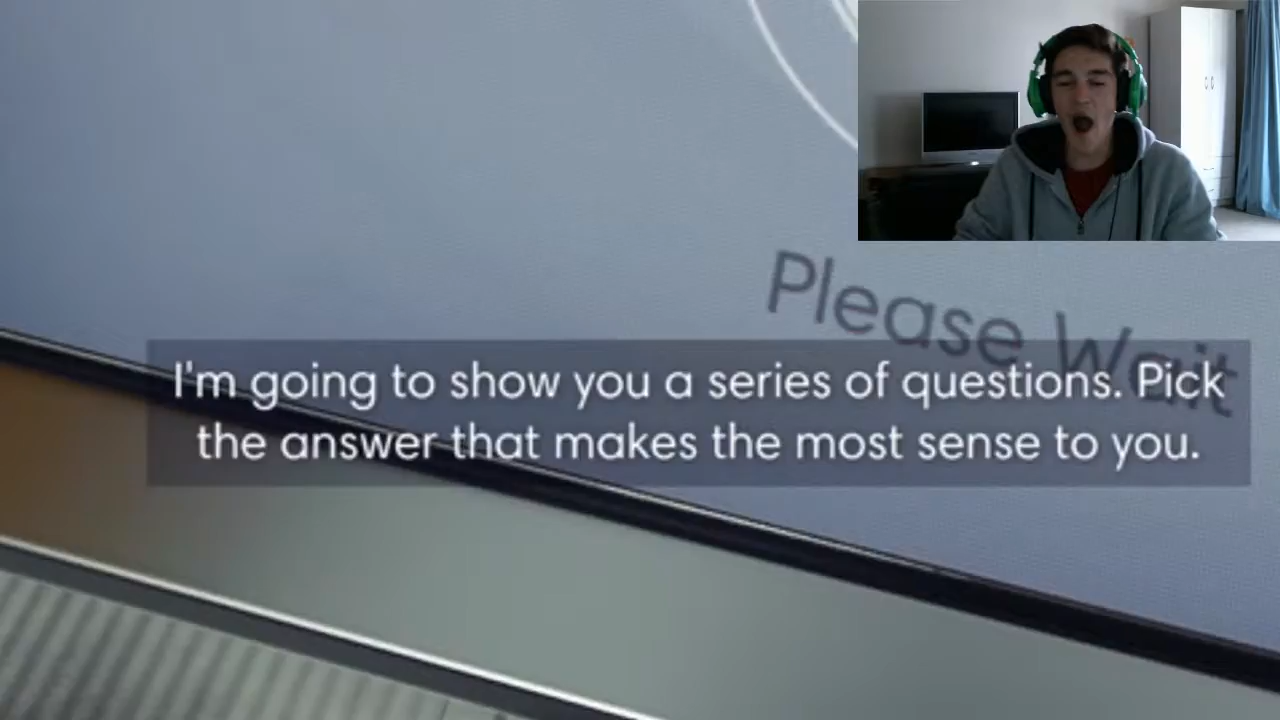 Please Wait
I'm going to show you a series of questions. Pick
the answer that makes the most sense to you.